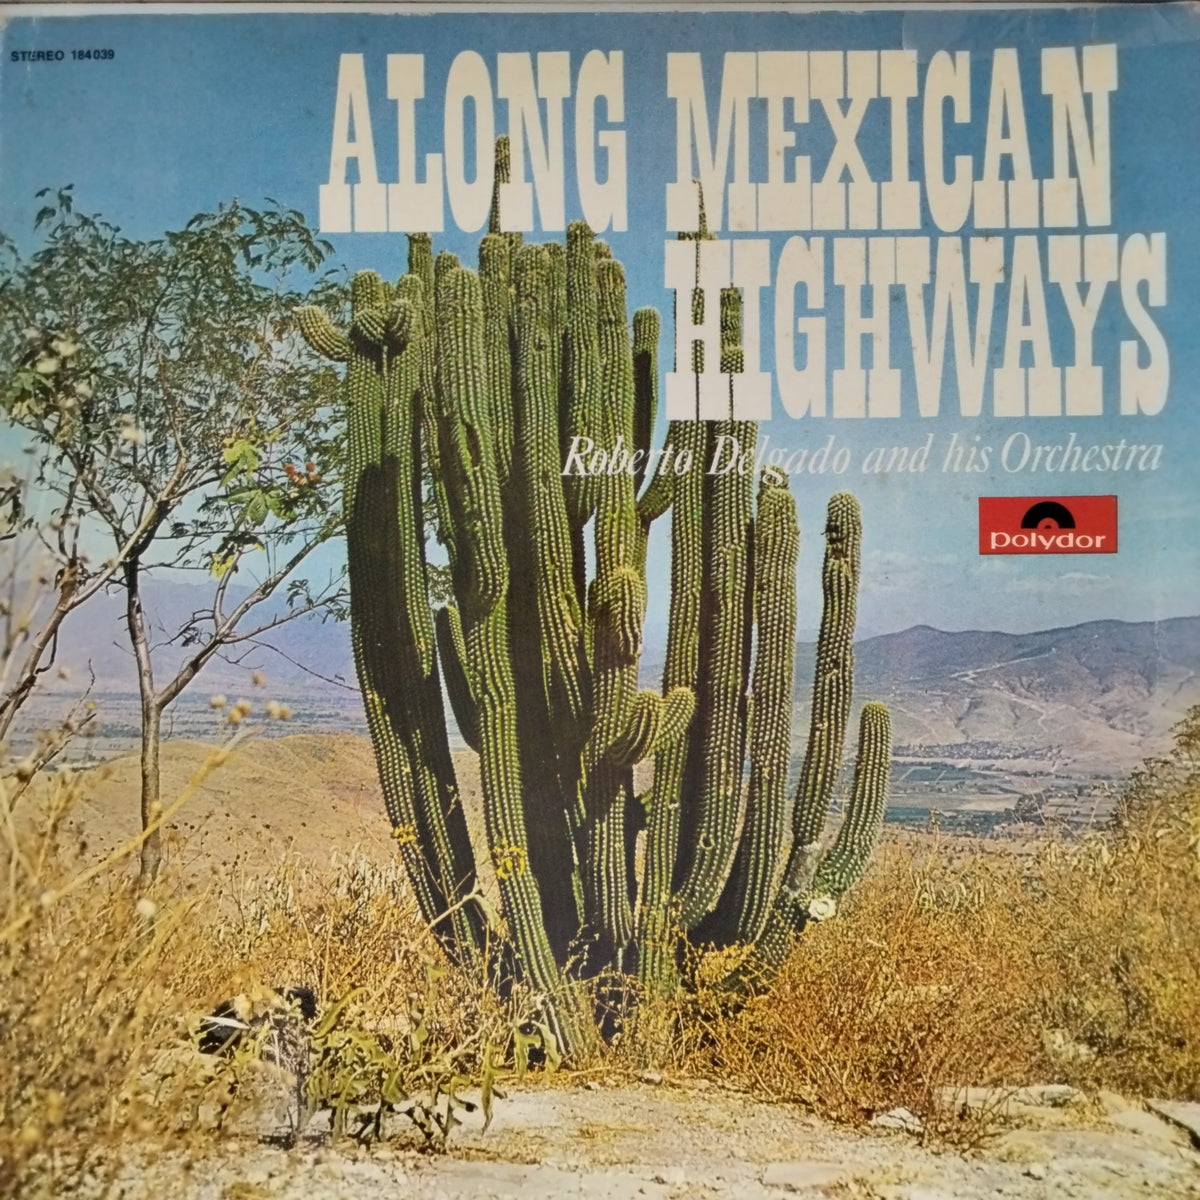 STEREO 184039
ALONG MEXICAN
HIGHWAYS
Roberto Delgado and his Orchestra
polydor